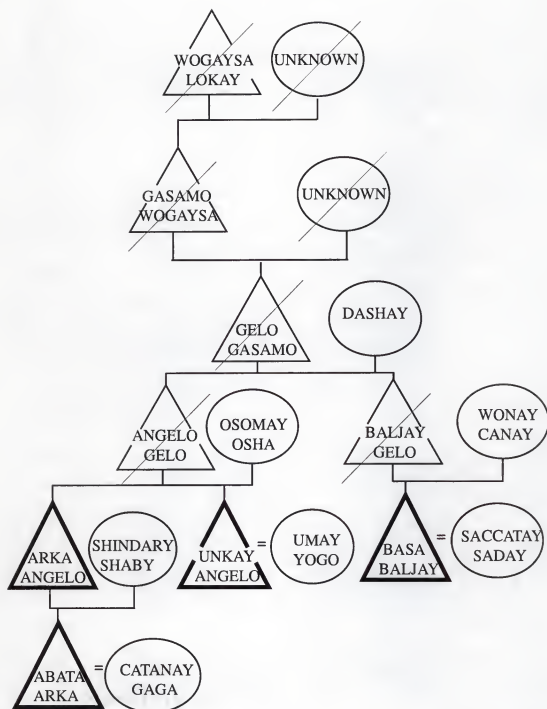 WOGAYSA
LOKAY
UNKNOWN
GASAMO
WOGAYSA
UNKNOWN
GELO
GASAMO
DASHAY
ANGELO
GELO
OSOMAY
OSHA
BALJAY
GELO
WONAY
CANAY
ARKA
ANGELO
SHINDARY
SHABY
UNKAY
ANGELO
=
UMAY
YOGO
BASA
BALJAY
=
SACCATAY
SADAY
ABATA
ARKA
=
CATANAY
GAGA